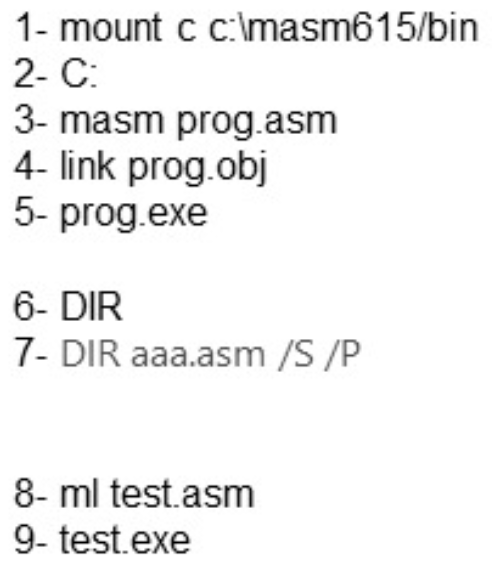 1- mount c c:\masm615/bin
2- C:
3- masm prog.asm
4- link prog.obj
5- prog.exe
6- DIR
7- DIR aaa.asm /S /P
8- ml test.asm
9- test.exe